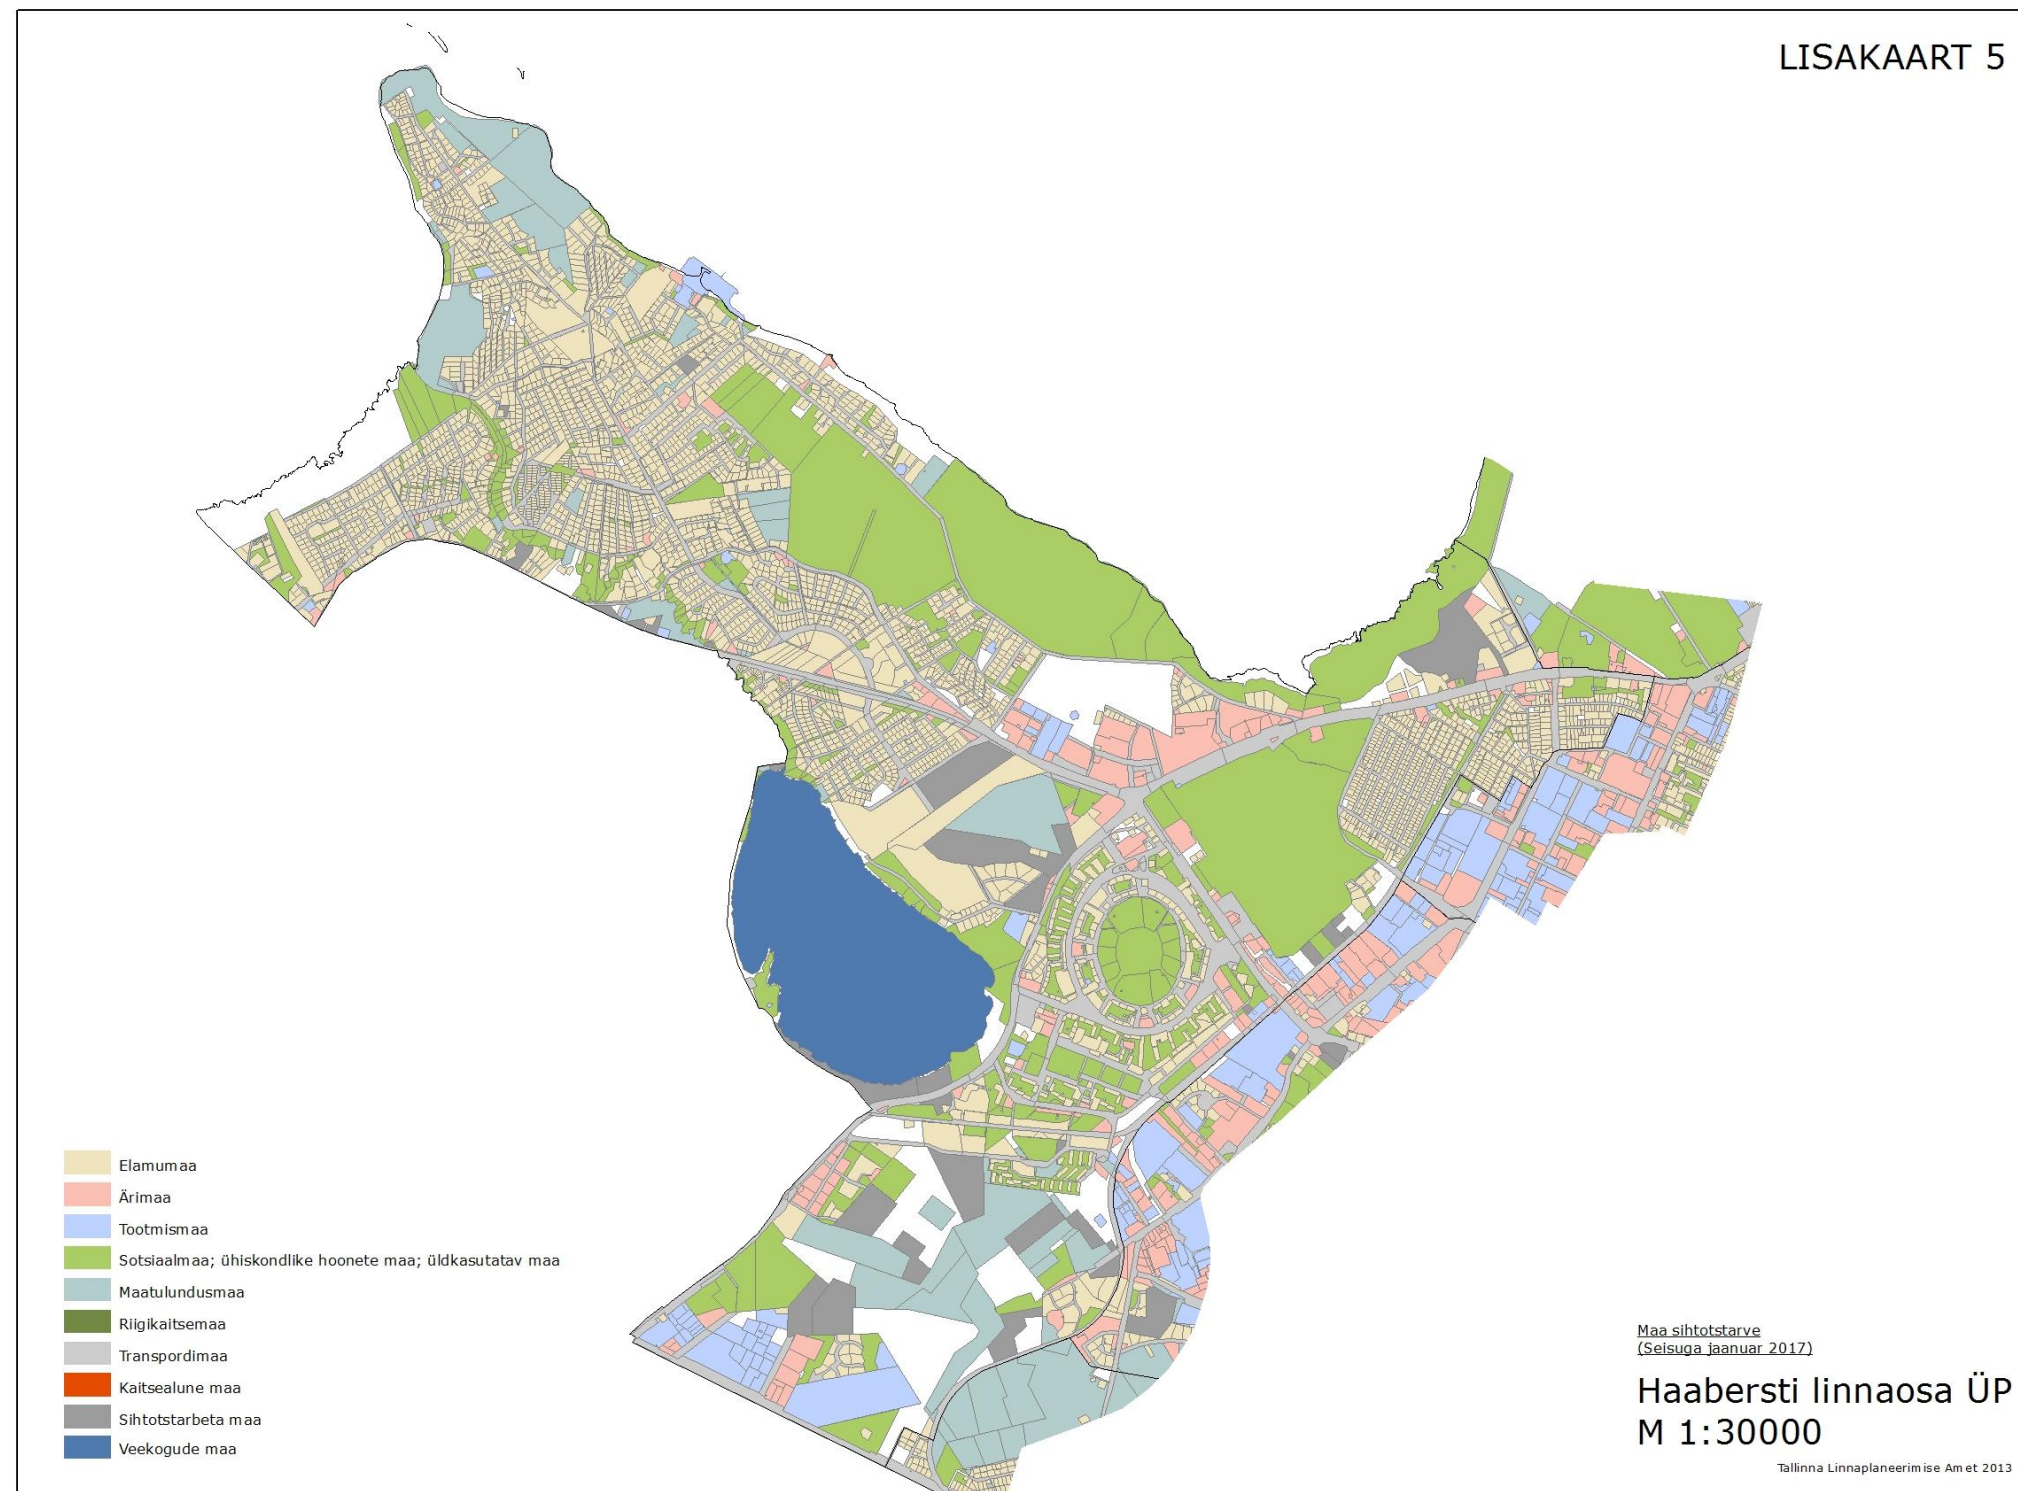 LISAKAART 5
Elamumaa
Ärimaa
Tootmismaa
Sotsiaalmaa; ühiskondlike hoonete maa; üldkasutatav maa
Maatulundusmaa
Riigikaitsemaa
Transpordimaa
Kaitsealune maa
Sihtotstarbeta maa
Veekogude maa
Maa sihtotstarve
(Seisuga jaanuar 2017)
Haabersti linnaosa ÜP
M 1:30000
Tallinna Linnaplaneerimise Amet 2013